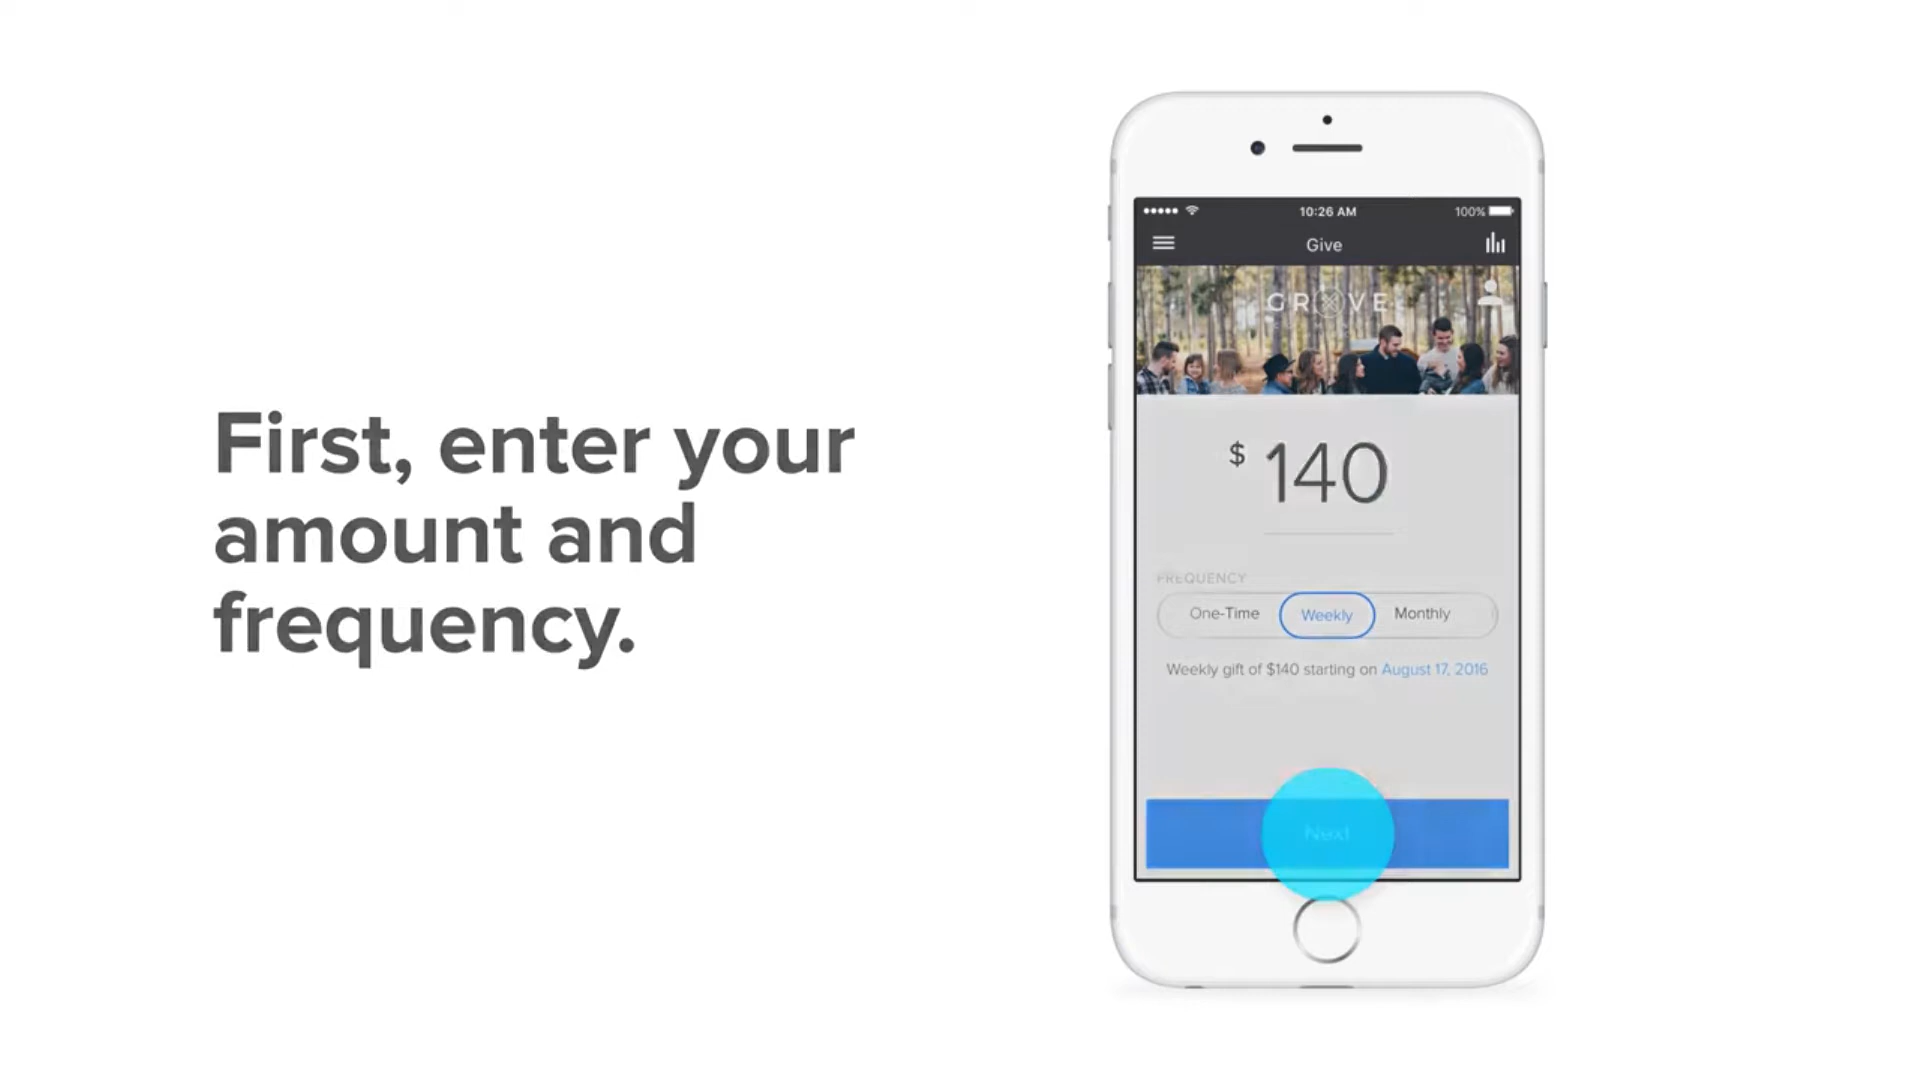 First, enter your
amount and
frequency.
10:26 AM
100%
Give
GROVE
$ 140
FREQUENCY
One-Time
Weekly
Monthly
Weekly gift of $140 starting on August 17, 2016
Next